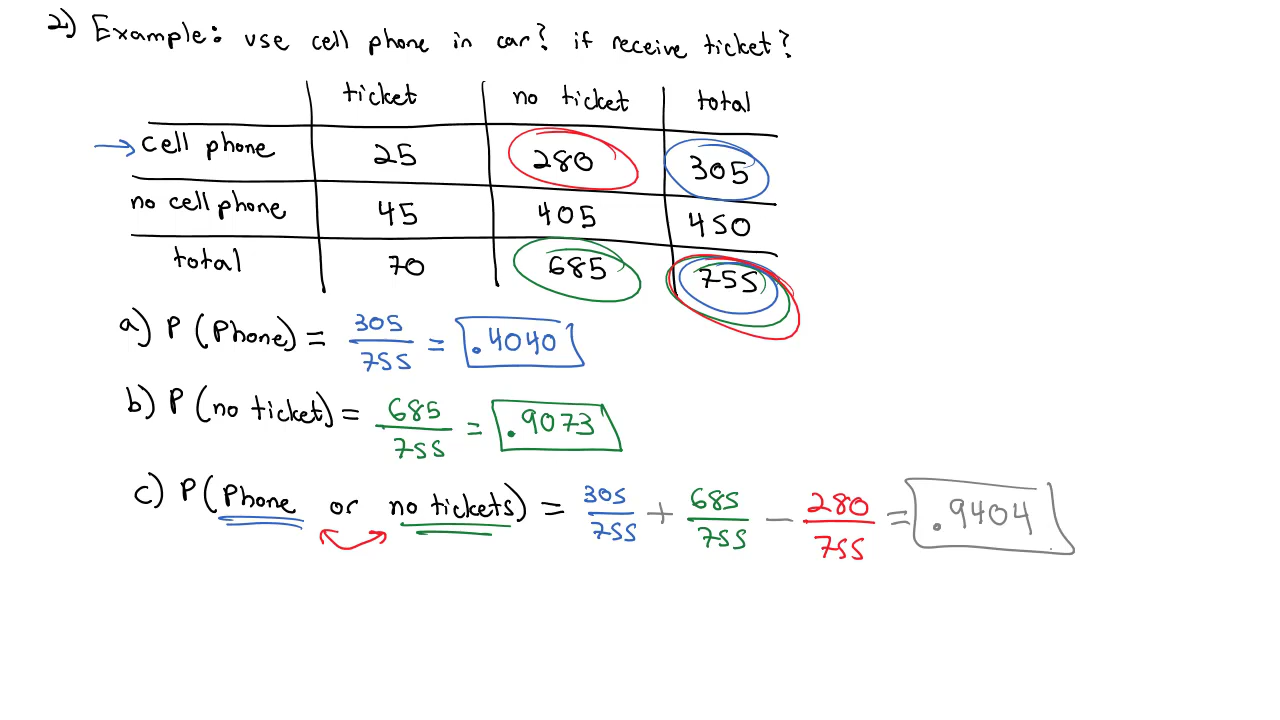 2) Example: use cell phone in car? if receive ticket?
ticket no ticket total
cell phone 25 280 305
no cell phone 45 405 450
total 70 685 755
a) P(Phone) = 305/755 = .4040
b) P(no ticket) = 685/755 = .9073
c) P(Phone or no tickets) = 305/755 + 685/755 - 280/755 = .9404